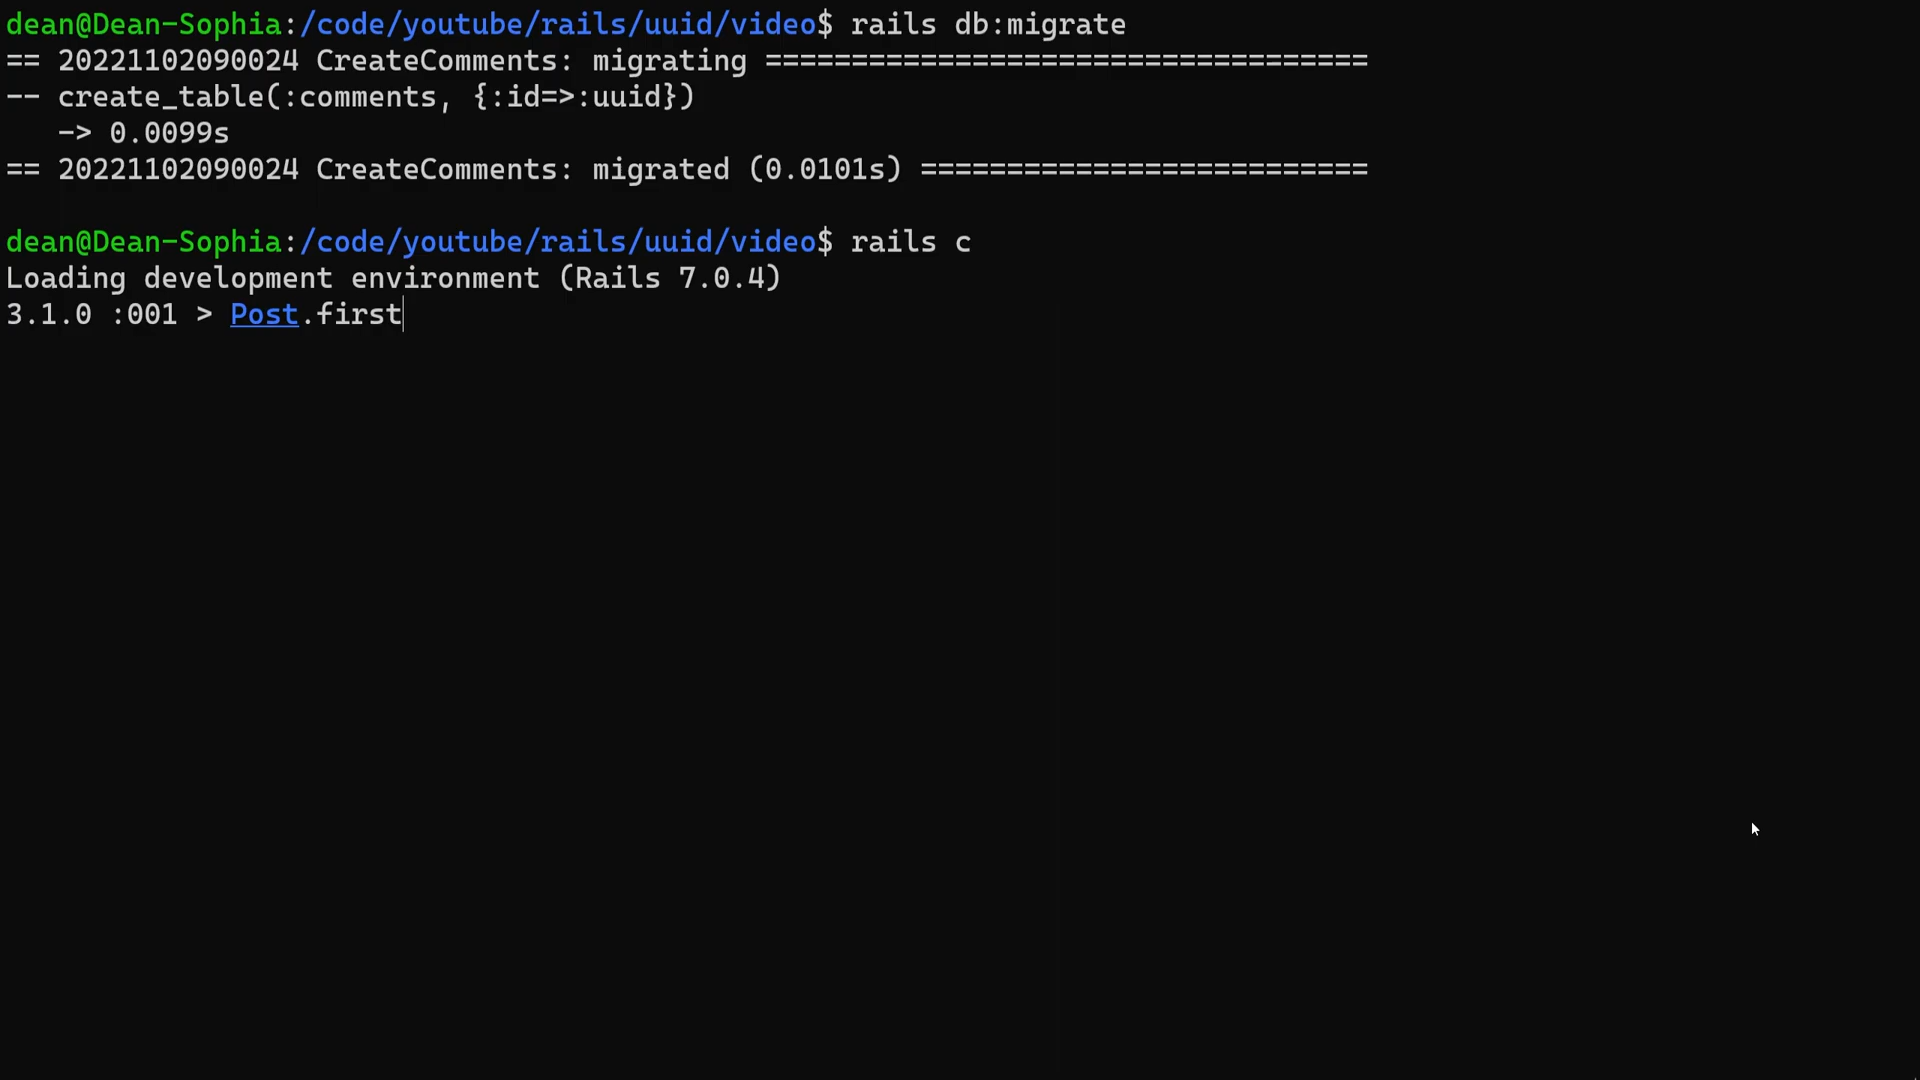 dean@Dean-Sophia:/code/youtube/rails/uuid/video$ rails db:migrate
== 20221102090024 CreateComments: migrating ===================================
-- create_table(:comments, {:id=>:uuid})
   -> 0.0099s
== 20221102090024 CreateComments: migrated (0.0101s) ==========================

dean@Dean-Sophia:/code/youtube/rails/uuid/video$ rails c
Loading development environment (Rails 7.0.4)
3.1.0 :001 > Post.first